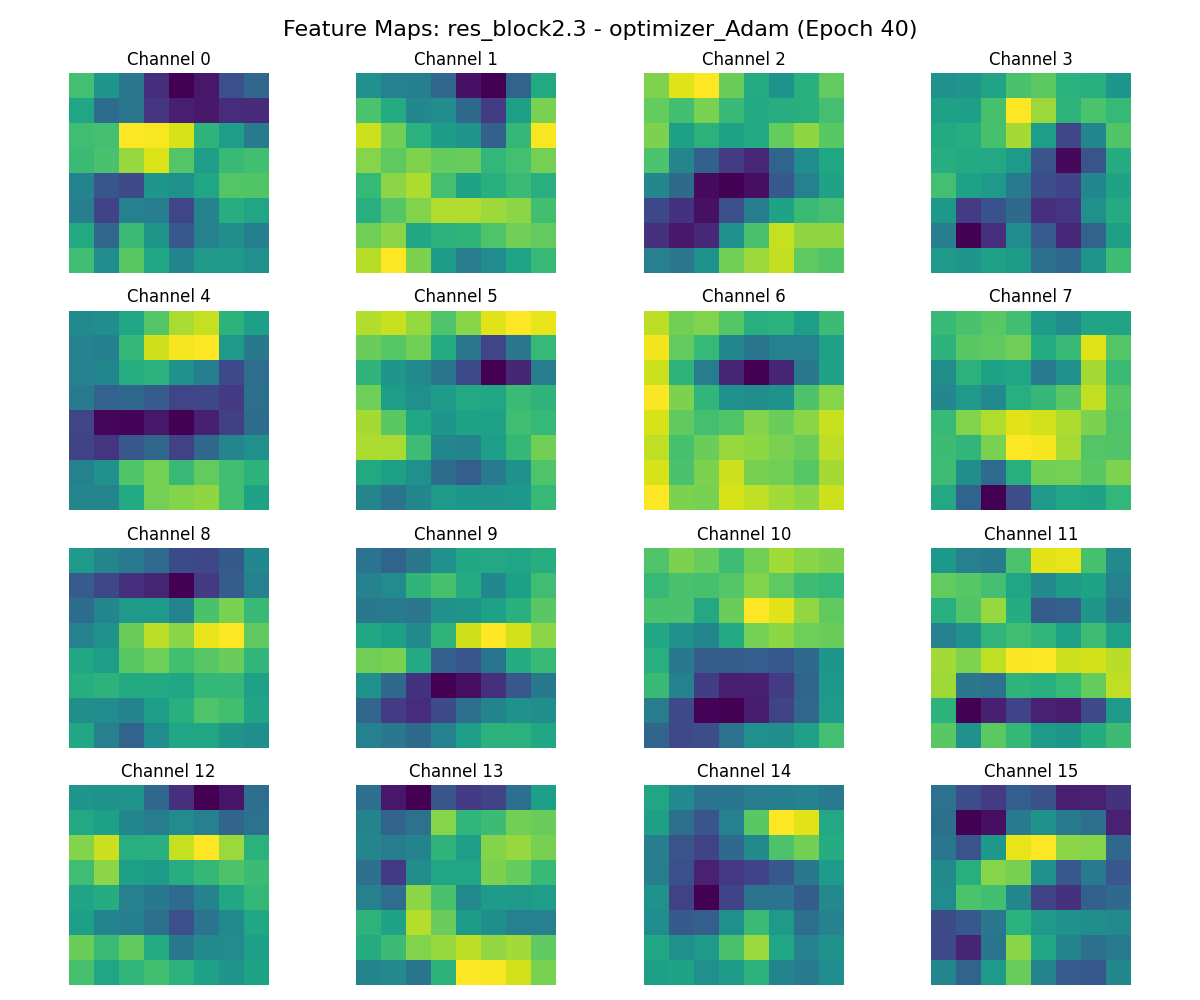 Feature Maps: res_block2.3 - optimizer_Adam (Epoch 40)
Channel 0
Channel 1
Channel 2
Channel 3
Channel 4
Channel 5
Channel 6
Channel 7
Channel 8
Channel 9
Channel 10
Channel 11
Channel 12
Channel 13
Channel 14
Channel 15